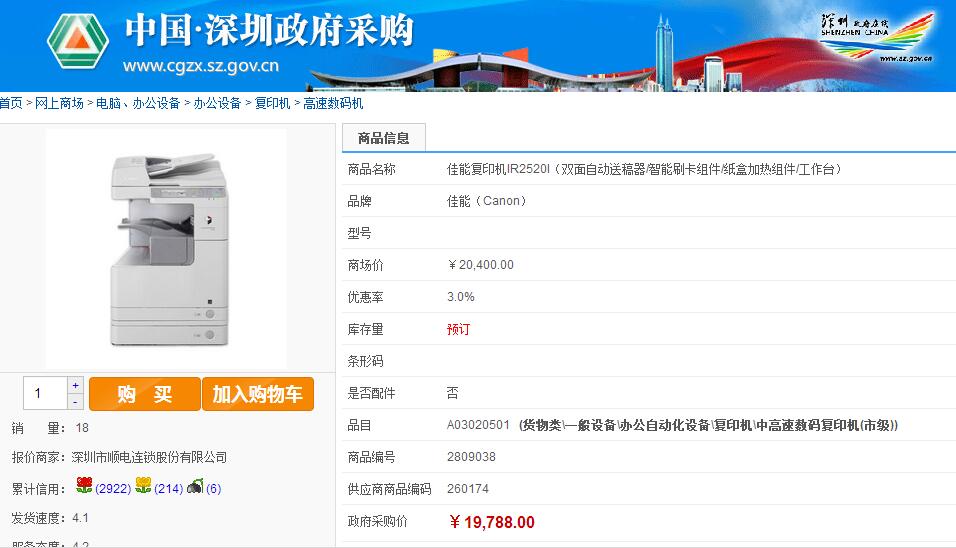 中国·深圳政府采购
www.cgzx.sz.gov.cn
深圳 政府在线
SHENZHEN CHINA
www.sz.gov.cn
首页 > 网上商场 > 电脑、办公设备 > 办公设备 > 复印机 > 高速数码机
商品信息
商品名称 佳能复印机IR2520I（双面自动送稿器/智能刷卡组件/纸盒加热组件/工作台）
品牌 佳能（Canon）
型号
商场价 ￥20,400.00
优惠率 3.0%
库存量 预订
条形码
是否配件 否
品目 A03020501 (货物类\一般设备\办公自动化设备\复印机\中高速数码复印机(市级))
商品编号 2809038
供应商商品编码 260174
政府采购价 ￥19,788.00
1 + -
购 买 加入购物车
销 量： 18
报价商家：深圳市顺电连锁股份有限公司
累计信用： (2922) (214) (6)
发货速度：4.1
服务态度：4.2